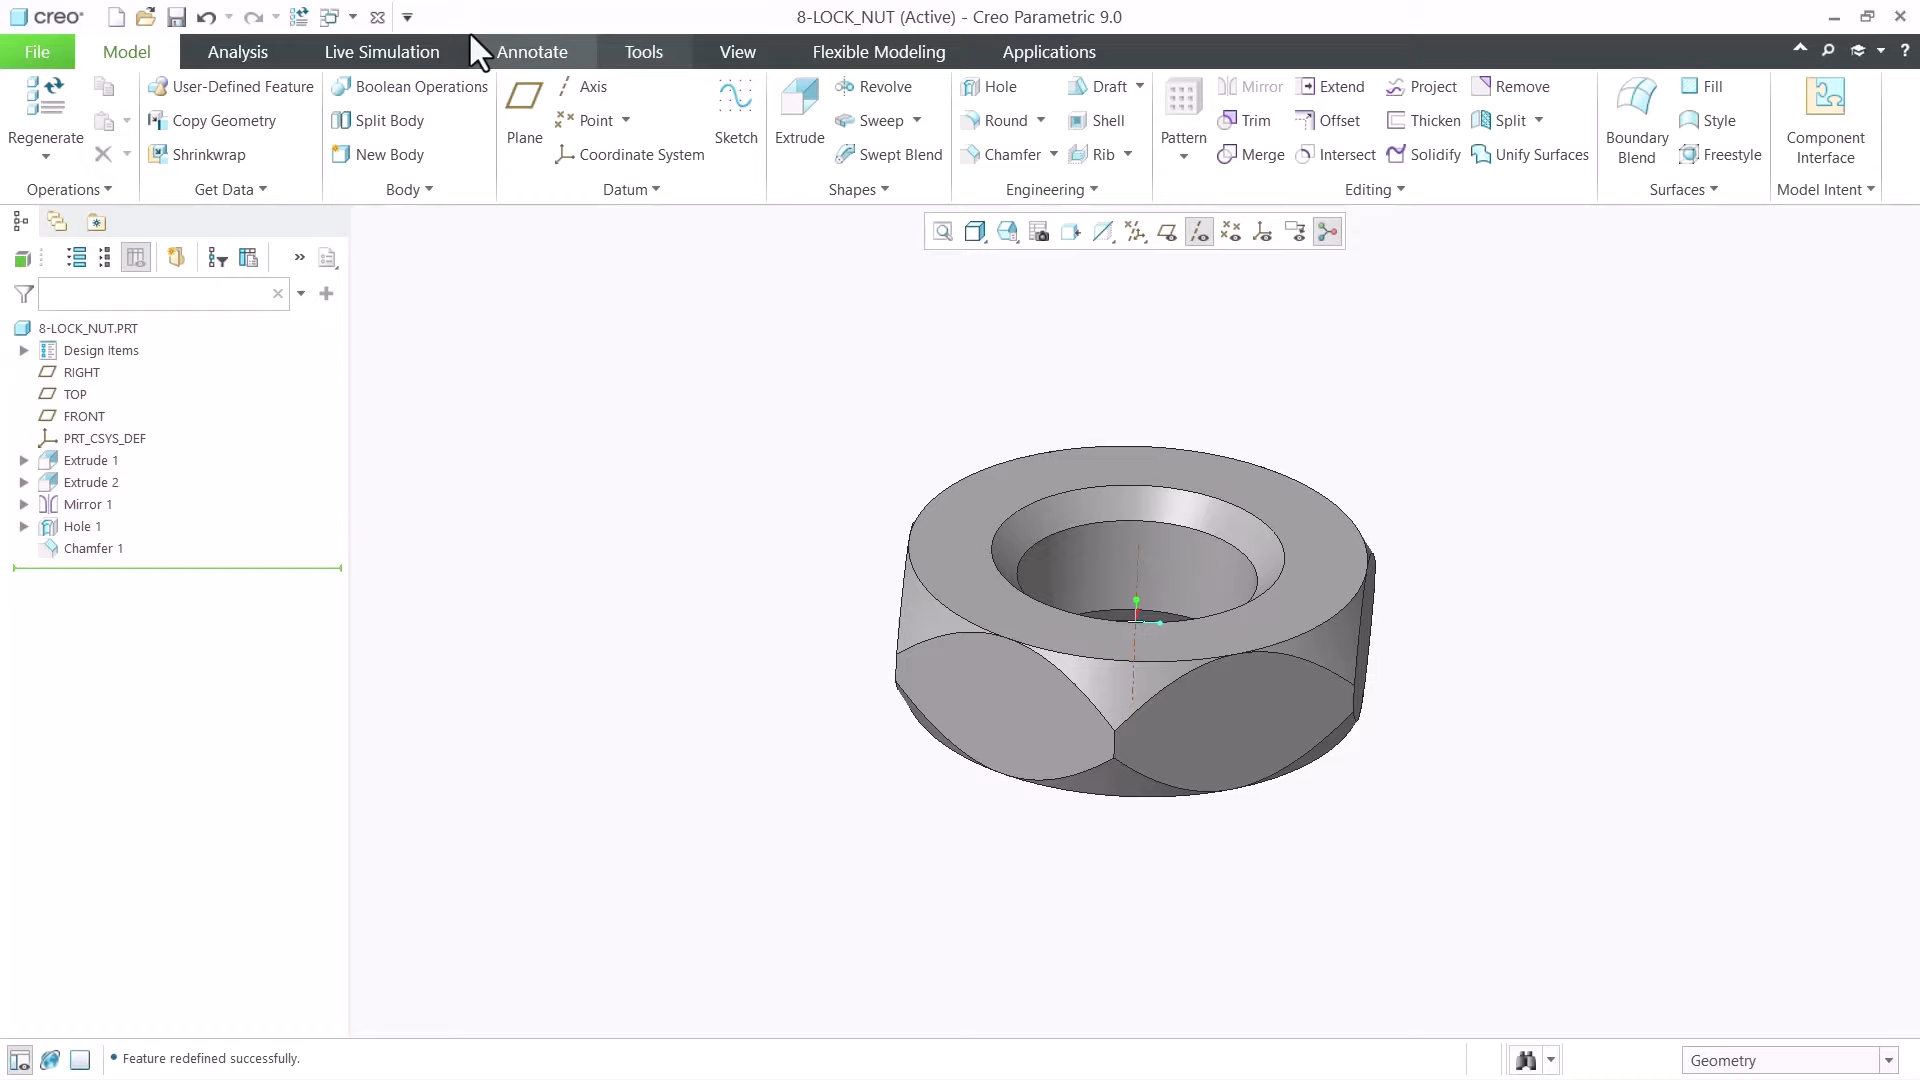 creo
8-LOCK_NUT (Active) - Creo Parametric 9.0
File Model Analysis Live Simulation Annotate Tools View Flexible Modeling Applications
Regenerate
Operations
User-Defined Feature
Copy Geometry
Shrinkwrap
Get Data
Boolean Operations
Split Body
New Body
Body
Plane
Axis
Point
Coordinate System
Sketch
Datum
Extrude
Revolve
Sweep
Swept Blend
Shapes
Hole
Round
Chamfer
Draft
Shell
Rib
Engineering
Pattern
Mirror
Trim
Merge
Extend
Offset
Intersect
Project
Thicken
Solidify
Remove
Split
Unify Surfaces
Editing
Boundary
Blend
Fill
Style
Freestyle
Surfaces
Component
Interface
Model Intent
8-LOCK_NUT.PRT
Design Items
RIGHT
TOP
FRONT
PRT_CSYS_DEF
Extrude 1
Extrude 2
Mirror 1
Hole 1
Chamfer 1
• Feature redefined successfully.
Geometry